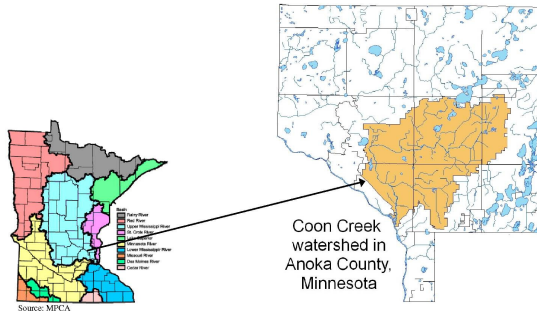 Basin
Rainy River
Red River
Upper Mississippi River
St. Croix River
Minnesota River
Lower Mississippi River
Missouri River
Des Moines River
Cedar River
Source: MPCA
Coon Creek
watershed in
Anoka County,
Minnesota